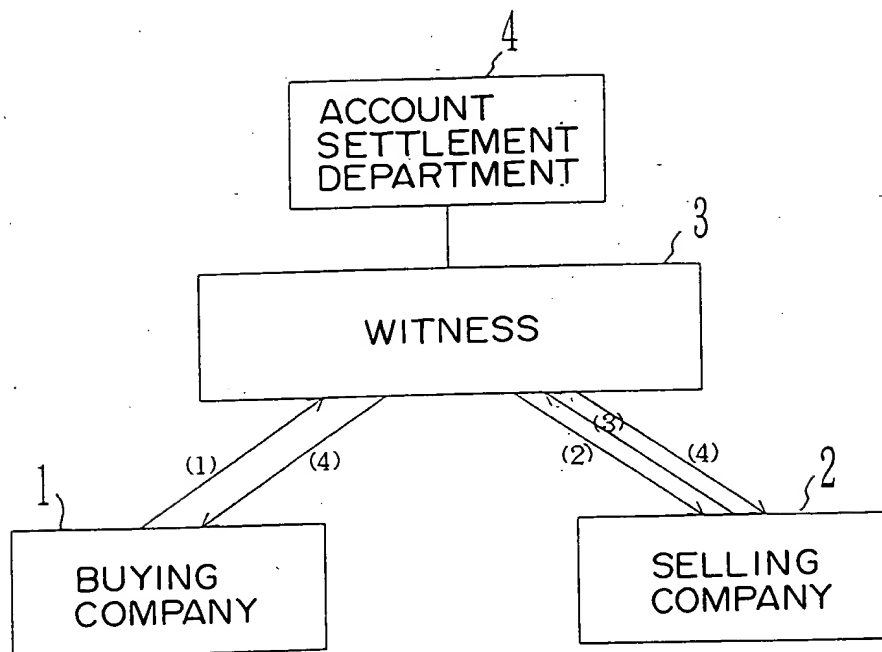 4
ACCOUNT
SETTLEMENT
DEPARTMENT
3
WITNESS
(1)
(4)
(2)
(3)
(4)
1
2
BUYING
COMPANY
SELLING
COMPANY